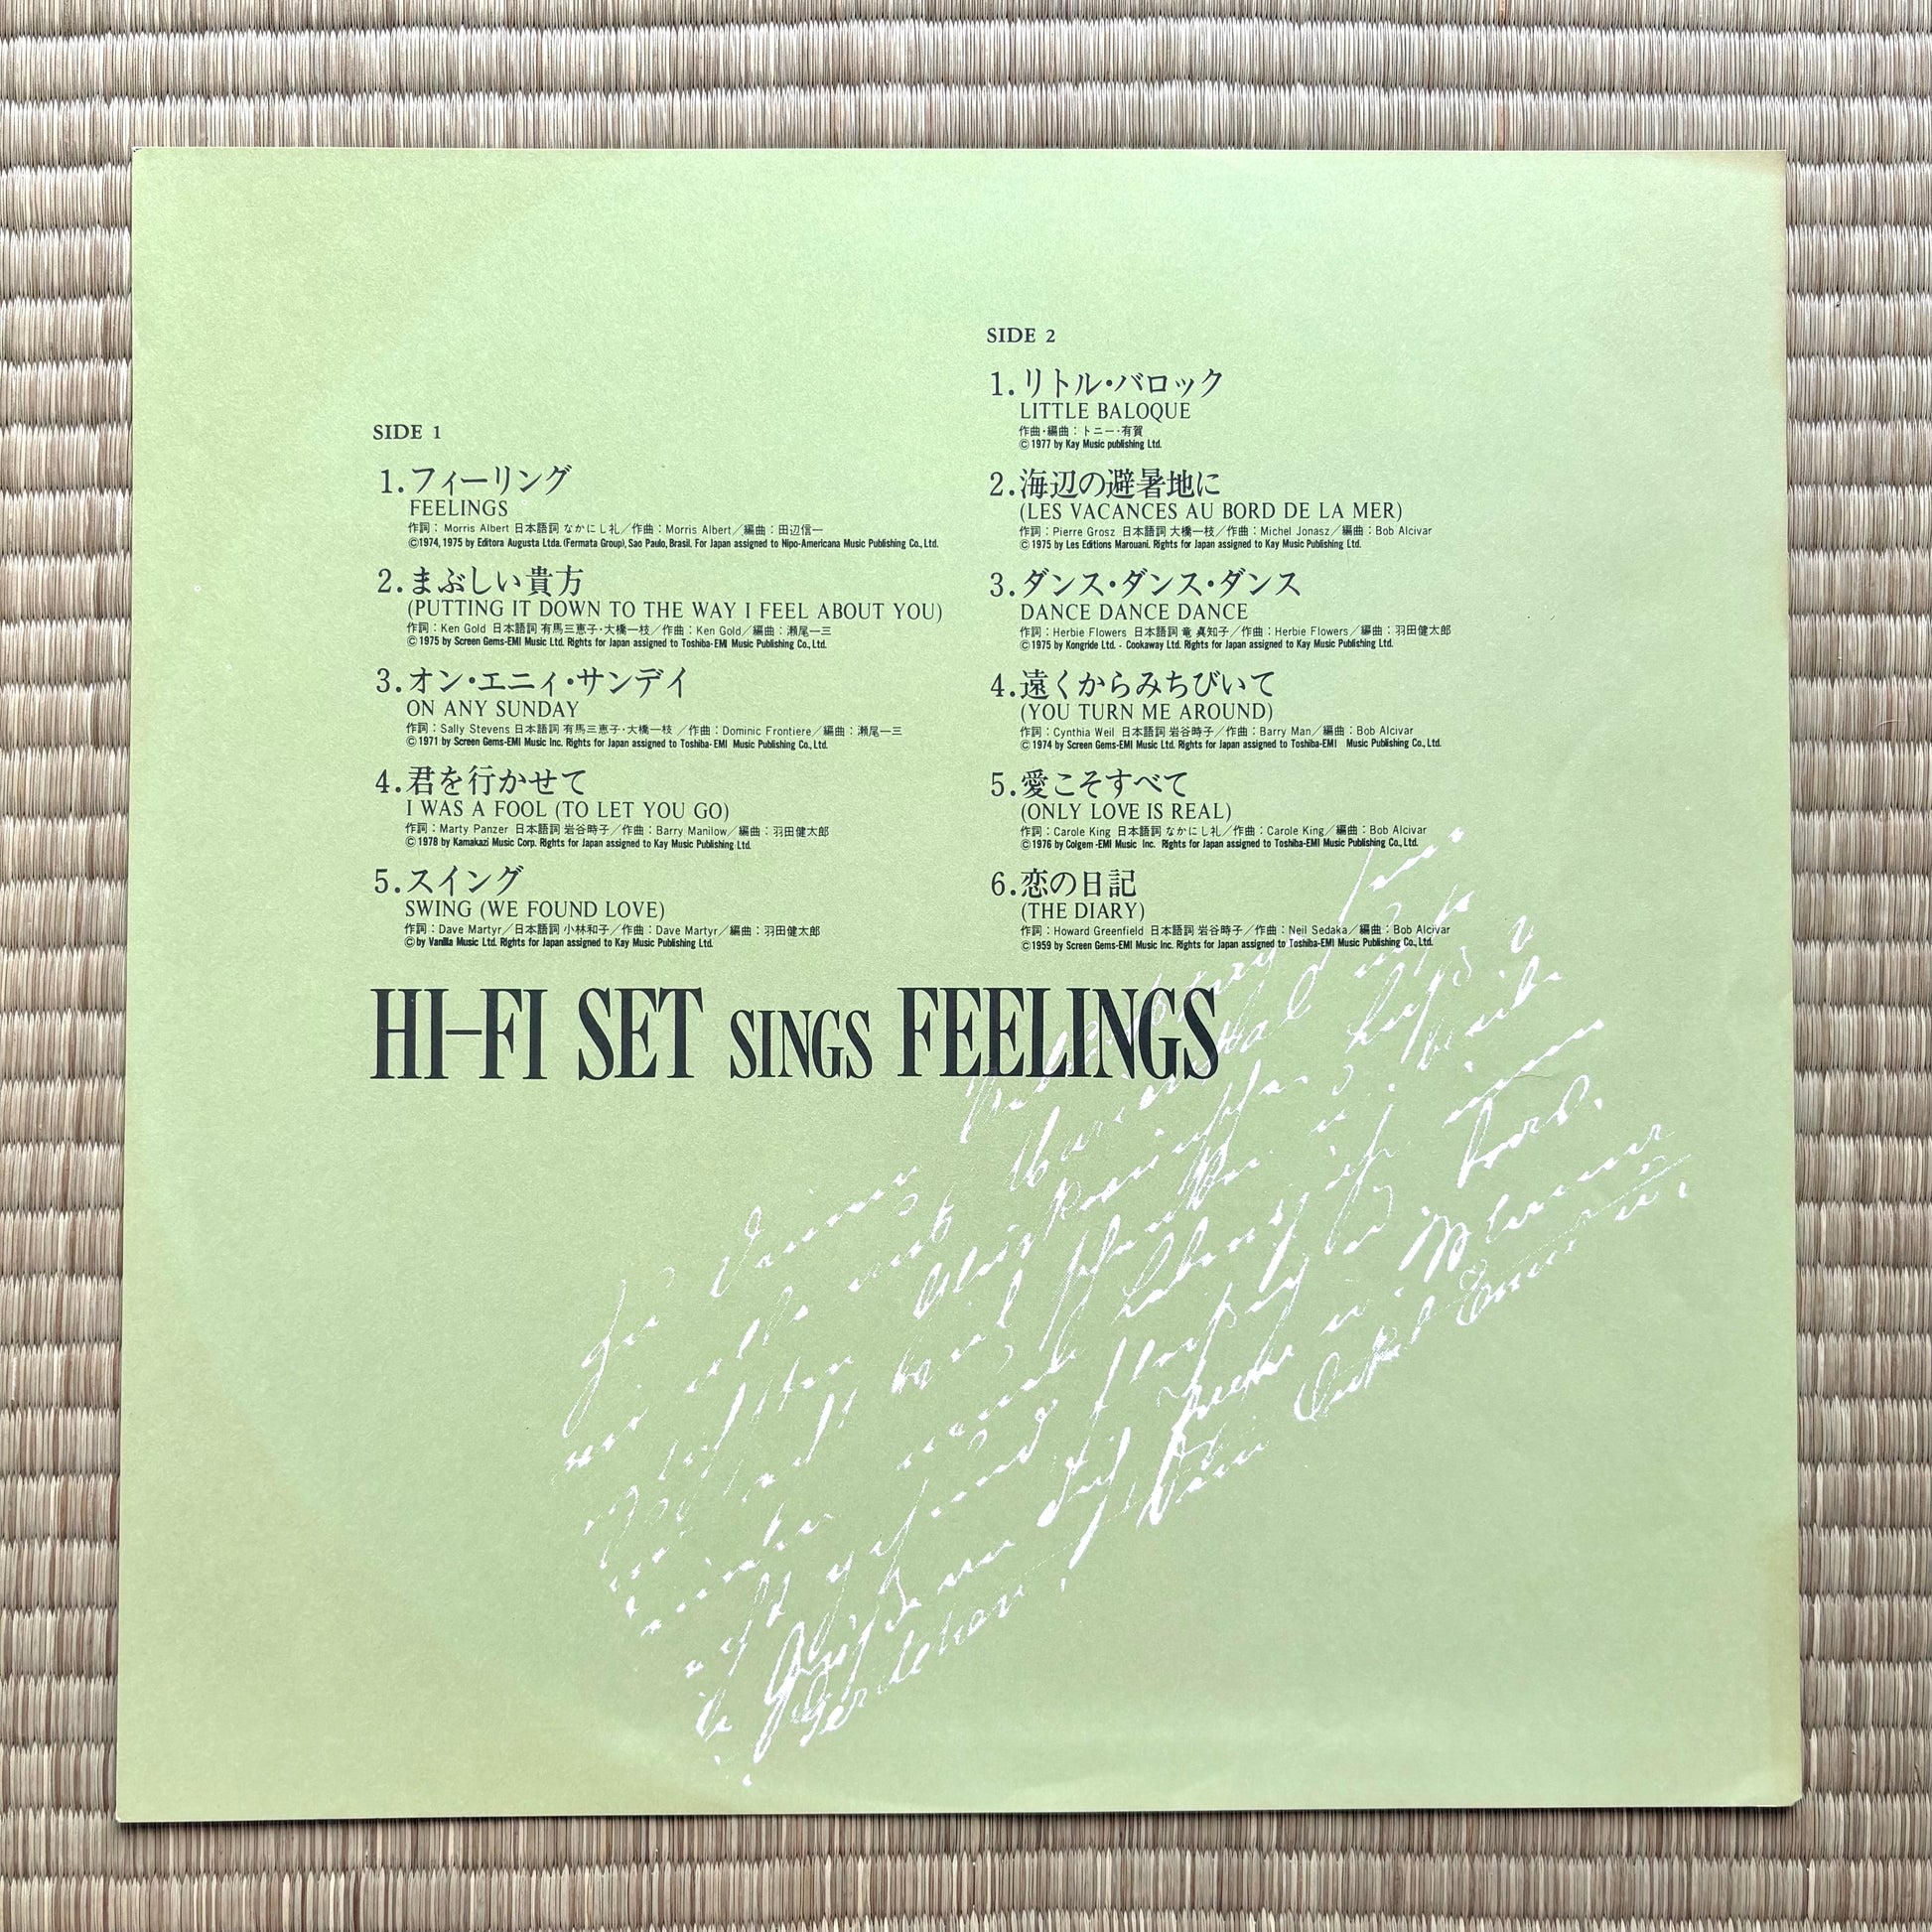 SIDE 1
1.フィーリング
FEELINGS
作詞：Morris Albert 日本語詞 なかにし礼／作曲：Morris Albert／編曲：田辺信一
©1974, 1975 by Editora Augusta Ltda. (Fermata Group), Sao Paulo, Brasil. For Japan assigned to Nipo-Americana Music Publishing Co., Ltd.
2.まぶしい貴方
(PUTTING IT DOWN TO THE WAY I FEEL ABOUT YOU)
作詞：Ken Gold 日本語詞 有馬三恵子・大橋一枝／作曲：Ken Gold／編曲：瀬尾一三
©1975 by Screen Gems-EMI Music Ltd. Rights for Japan assigned to Toshiba-EMI Music Publishing Co., Ltd.
3.オン・エニィ・サンデイ
ON ANY SUNDAY
作詞：Sally Stevens 日本語詞 有馬三恵子・大橋一枝／作曲：Dominic Frontiere／編曲：瀬尾一三
©1971 by Screen Gems-EMI Music Inc. Rights for Japan assigned to Toshiba-EMI Music Publishing Co., Ltd.
4.君を行かせて
I WAS A FOOL (TO LET YOU GO)
作詞：Marty Panzer 日本語詞 岩谷時子／作曲：Barry Manilow／編曲：羽田健太郎
©1978 by Kamakazi Music Corp. Rights for Japan assigned to Kay Music Publishing Ltd.
5.スイング
SWING (WE FOUND LOVE)
作詞：Dave Martyr／日本語詞 小林和子／作曲：Dave Martyr／編曲：羽田健太郎
©by Vanilla Music Ltd. Rights for Japan assigned to Kay Music Publishing Ltd.
SIDE 2
1.リトル・バロック
LITTLE BALOQUE
作曲・編曲：トニー・有賀
©1977 by Kay Music publishing Ltd.
2.海辺の避暑地に
(LES VACANCES AU BORD DE LA MER)
作詞：Pierre Grosz 日本語詞 大橋一枝／作曲：Michel Jonasz／編曲：Bob Alcivar
©1975 by Les Editions Marouani. Rights for Japan assigned to Kay Music Publishing Ltd.
3.ダンス・ダンス・ダンス
DANCE DANCE DANCE
作詞：Herbie Flowers 日本語詞 竜 真知子／作曲：Herbie Flowers／編曲：羽田健太郎
©1975 by Kongride Ltd. - Cookaway Ltd. Rights for Japan assigned to Kay Music Publishing Ltd.
4.遠くからみちびいて
(YOU TURN ME AROUND)
作詞：Cynthia Weil 日本語詞 岩谷時子／作曲：Barry Man／編曲：Bob Alcivar
©1974 by Screen Gems-EMI Music Ltd. Rights for Japan assigned to Toshiba-EMI Music Publishing Co., Ltd.
5.愛こそすべて
(ONLY LOVE IS REAL)
作詞：Carole King 日本語詞 なかにし礼／作曲：Carole King／編曲：Bob Alcivar
©1976 by Colgem-EMI Music Inc. Rights for Japan assigned to Toshiba-EMI Music Publishing Co., Ltd.
6.恋の日記
(THE DIARY)
作詞：Howard Greenfield 日本語詞 岩谷時子／作曲：Neil Sedaka／編曲：Bob Alcivar
©1959 by Screen Gems-EMI Music Inc. Rights for Japan assigned to Toshiba-EMI Music Publishing Co., Ltd.
HI-FI SET SINGS FEELINGS